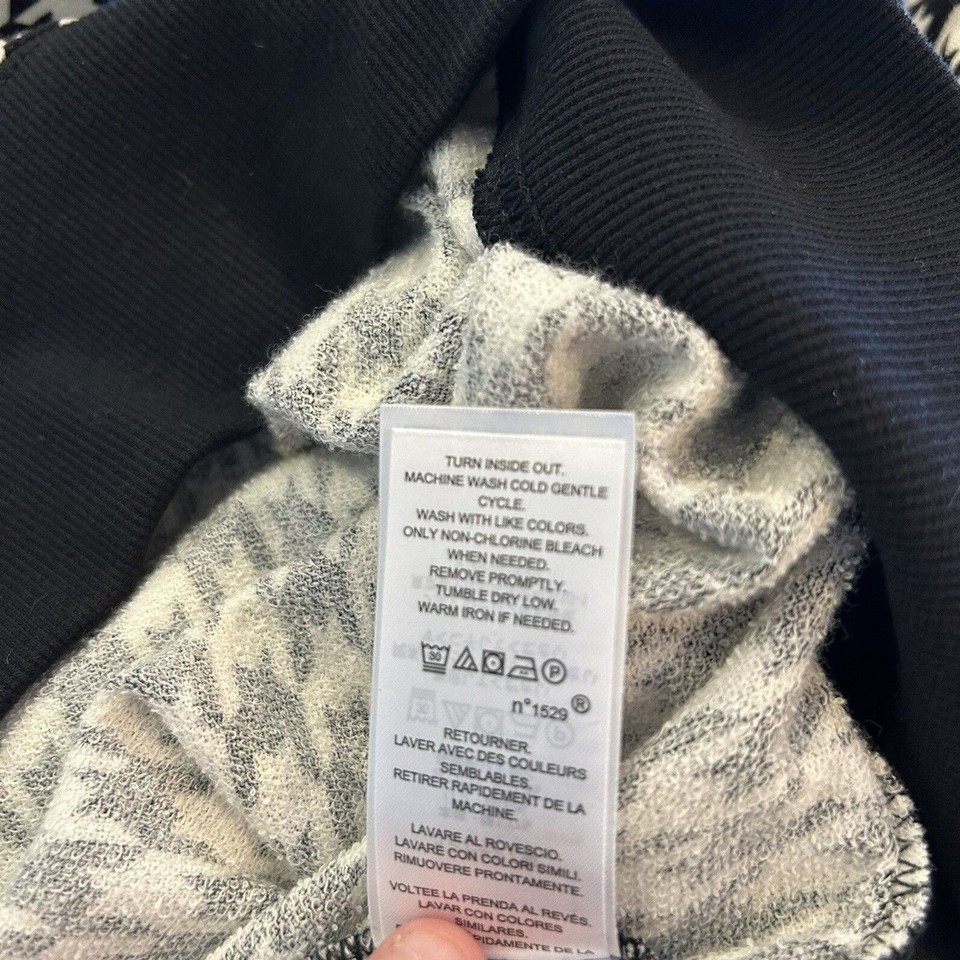 TURN INSIDE OUT.
MACHINE WASH COLD GENTLE
CYCLE.
WASH WITH LIKE COLORS.
ONLY NON-CHLORINE BLEACH
WHEN NEEDED.
REMOVE PROMPTLY.
TUMBLE DRY LOW.
WARM IRON IF NEEDED.
30 P
n°1529®
RETOURNER.
LAVER AVEC DES COULEURS
SEMBLABLES.
RETIRER RAPIDEMENT DE LA
MACHINE.
LAVARE AL ROVESCIO.
LAVARE CON COLORI SIMILI.
RIMUOVERE PRONTAMENTE.
VOLTEE LA PRENDA AL REVÉS.
LAVAR CON COLORES
SIMILARES.
DE LA